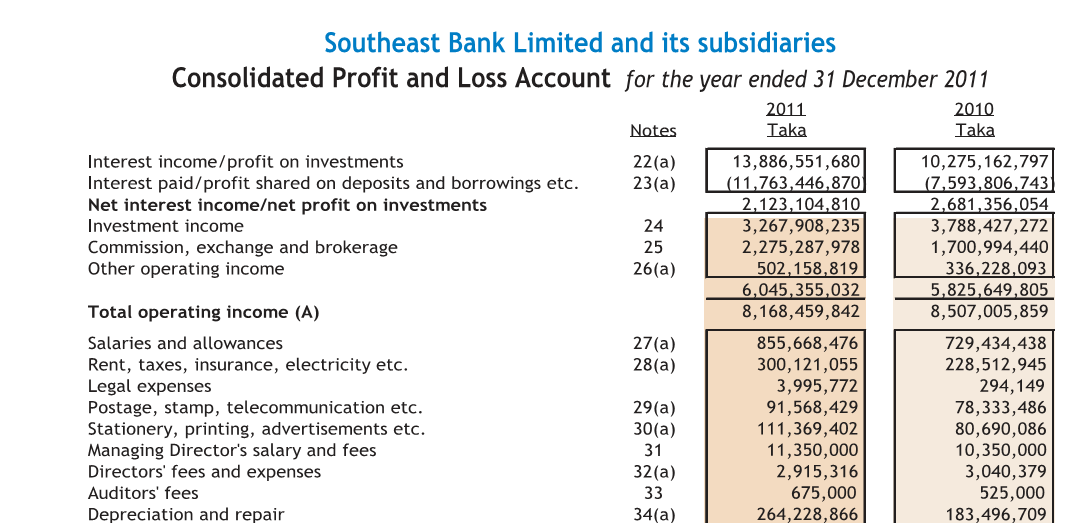 Southeast Bank Limited and its subsidiaries
Consolidated Profit and Loss Account for the year ended 31 December 2011
2011 2010
Notes Taka Taka
Interest income/profit on investments 22(a) 13,886,551,680 10,275,162,797
Interest paid/profit shared on deposits and borrowings etc. 23(a) (11,763,446,870) (7,593,806,743)
Net interest income/net profit on investments 2,123,104,810 2,681,356,054
Investment income 24 3,267,908,235 3,788,427,272
Commission, exchange and brokerage 25 2,275,287,978 1,700,994,440
Other operating income 26(a) 502,158,819 336,228,093
6,045,355,032 5,825,649,805
Total operating income (A) 8,168,459,842 8,507,005,859
Salaries and allowances 27(a) 855,668,476 729,434,438
Rent, taxes, insurance, electricity etc. 28(a) 300,121,055 228,512,945
Legal expenses 3,995,772 294,149
Postage, stamp, telecommunication etc. 29(a) 91,568,429 78,333,486
Stationery, printing, advertisements etc. 30(a) 111,369,402 80,690,086
Managing Director's salary and fees 31 11,350,000 10,350,000
Directors' fees and expenses 32(a) 2,915,316 3,040,379
Auditors' fees 33 675,000 525,000
Depreciation and repair 34(a) 264,228,866 183,496,709